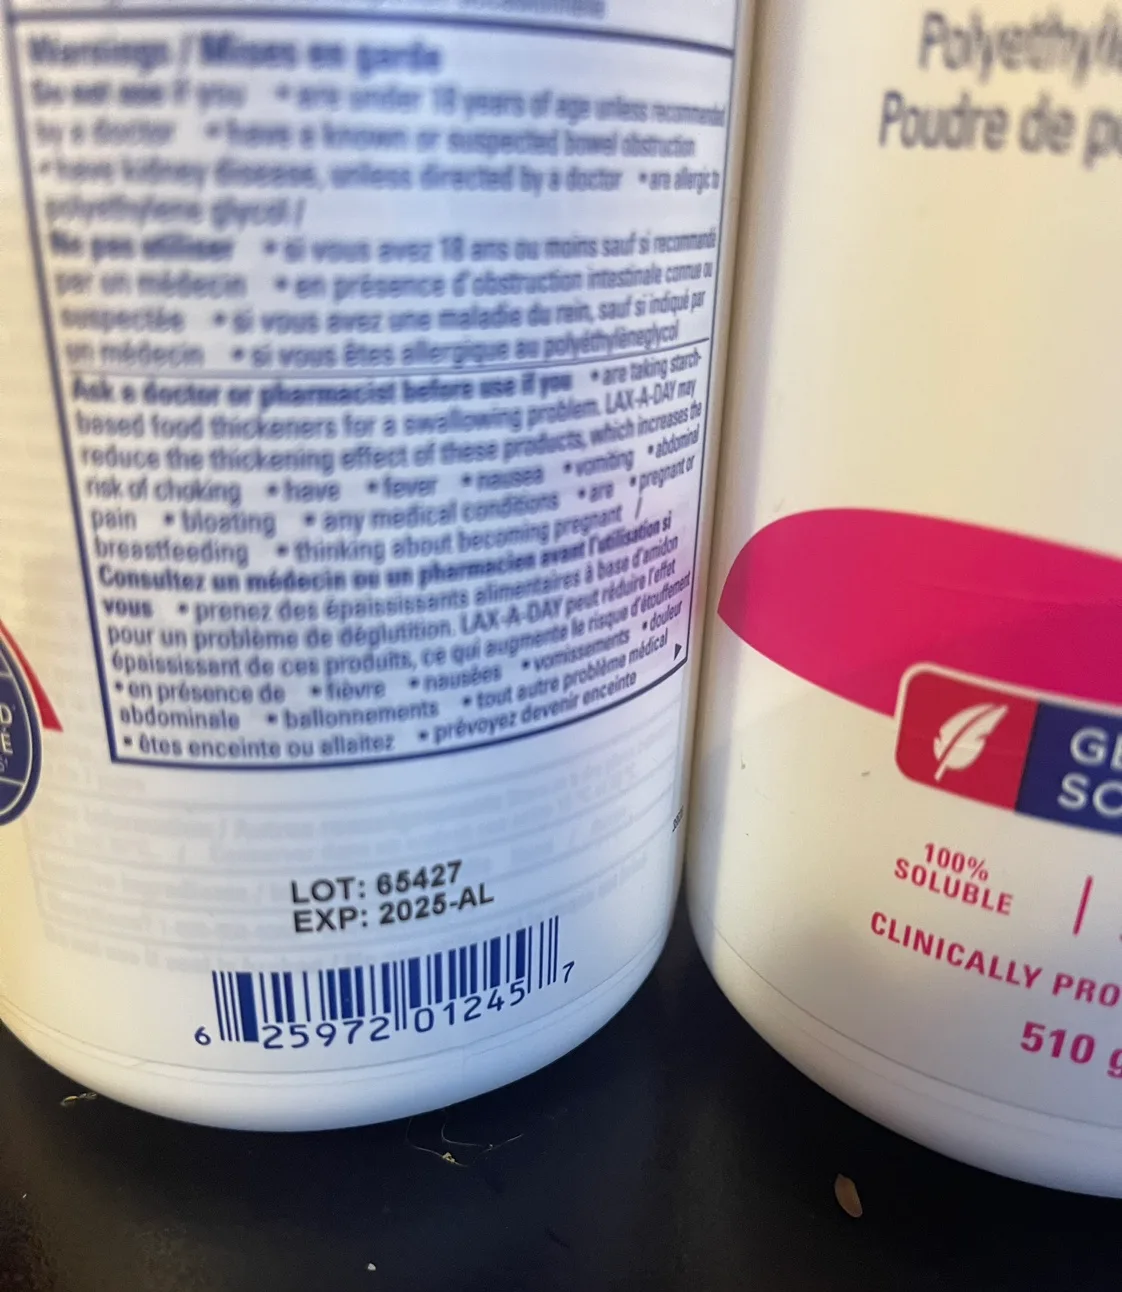 Warnings / Mises en garde
Do not use if you • are under 18 years of age unless recommended
by a doctor • have a known or suspected bowel obstruction
• have kidney disease, unless directed by a doctor • are allergic to
polyethylene glycol /
Ne pas utiliser • si vous avez 18 ans ou moins sauf si recommandé
par un médecin • en présence d'obstruction intestinale connue ou
suspectée • si vous avez une maladie du rein, sauf si indiqué par
un médecin • si vous êtes allergique au polyéthylèneglycol
Ask a doctor or pharmacist before use if you • are taking starch-
based food thickeners for a swallowing problem. LAX-A-DAY may
reduce the thickening effect of these products, which increases the
risk of choking • have • fever • nausea • vomiting • abdominal
pain • bloating • any medical conditions • are • pregnant or
breastfeeding • thinking about becoming pregnant /
Consultez un médecin ou un pharmacien avant l'utilisation si
vous • prenez des épaississants alimentaires à base d'amidon
pour un problème de déglutition. LAX-A-DAY peut réduire l'effet
épaississant de ces produits, ce qui augmente le risque d'étouffement
• en présence de • fièvre • nausées • vomissements • douleur
abdominale • ballonnements • tout autre problème médical
• êtes enceinte ou allaitez • prévoyez devenir enceinte
LOT: 65427
EXP: 2025-AL
6 25972 01245 7
Poudre de
100%
SOLUBLE
CLINICALLY
510